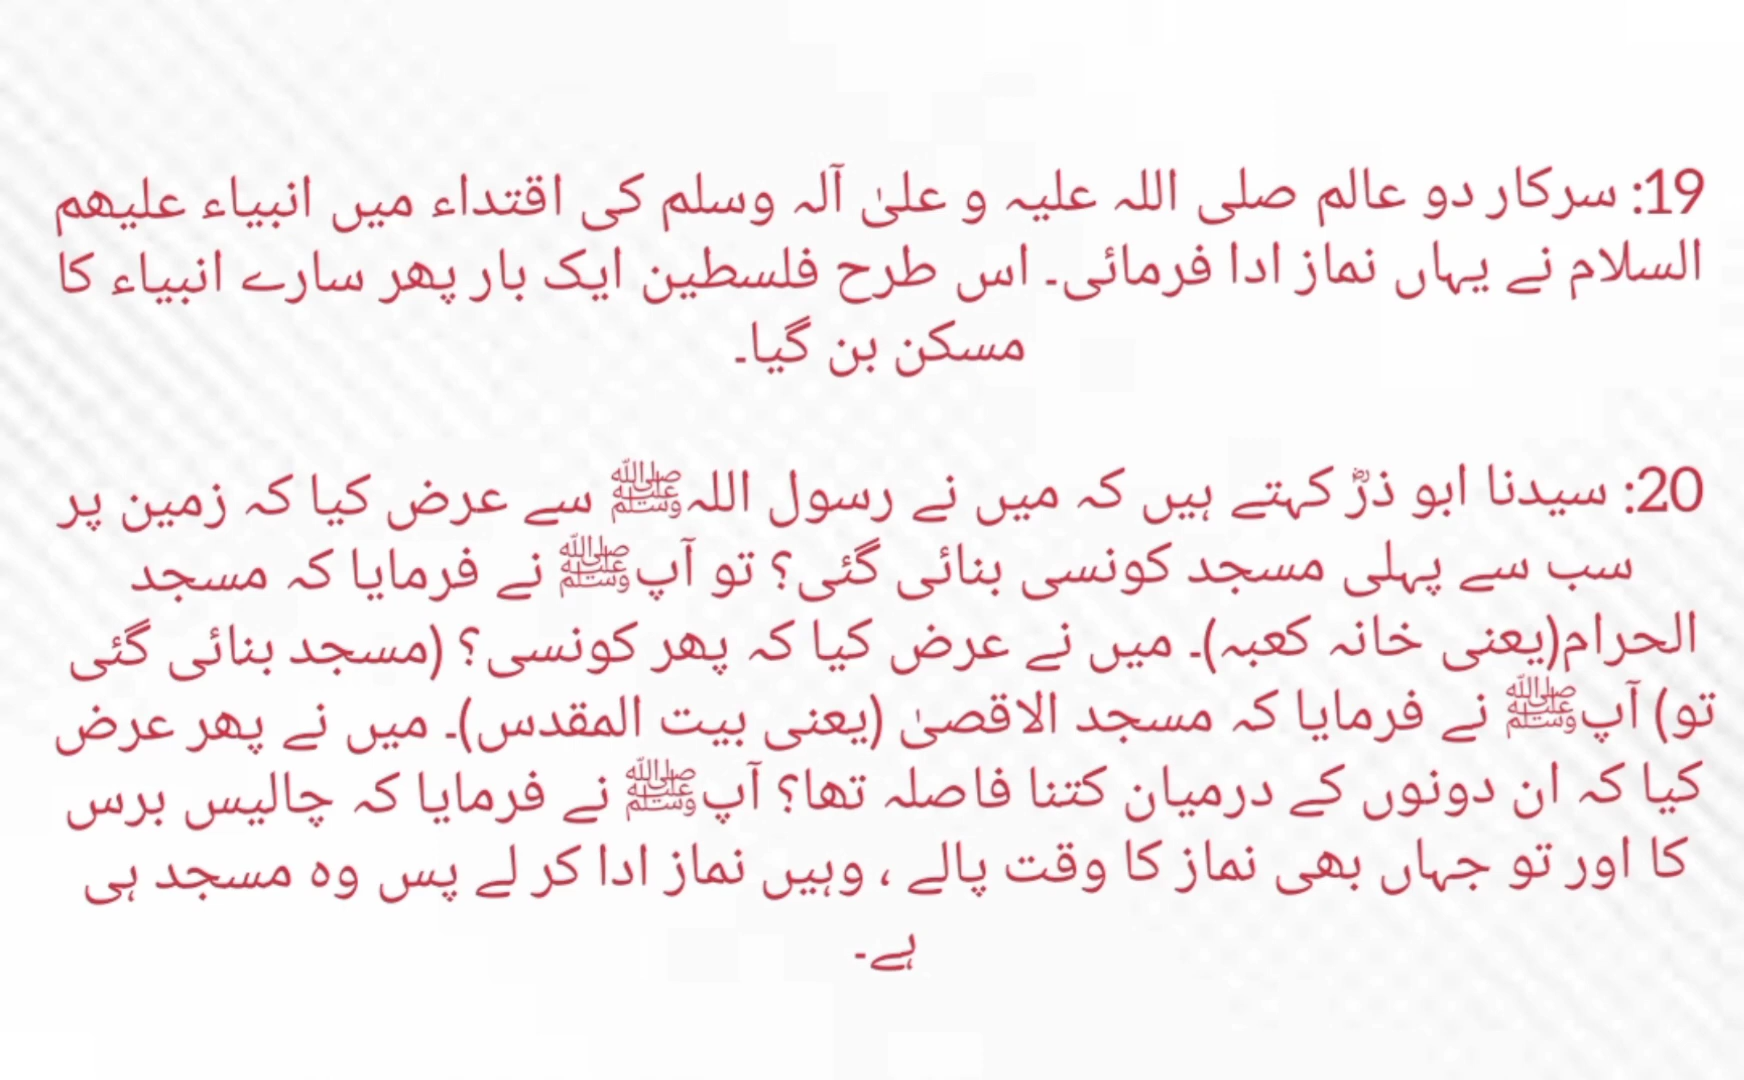 19: سرکار دو عالم صلی اللہ علیہ و علیٰ آلہ وسلم کی اقتداء میں انبیاء علیھم
السلام نے یہاں نماز ادا فرمائی۔ اس طرح فلسطین ایک بار پھر سارے انبیاء کا
مسکن بن گیا۔
20: سیدنا ابو ذرؓ کہتے ہیں کہ میں نے رسول اللہﷺ سے عرض کیا کہ زمین پر
سب سے پہلی مسجد کونسی بنائی گئی؟ تو آپﷺ نے فرمایا کہ مسجد
الحرام(یعنی خانہ کعبہ)۔ میں نے عرض کیا کہ پھر کونسی؟ (مسجد بنائی گئی
تو) آپﷺ نے فرمایا کہ مسجد الاقصیٰ (یعنی بیت المقدس)۔ میں نے پھر عرض
کیا کہ ان دونوں کے درمیان کتنا فاصلہ تھا؟ آپﷺ نے فرمایا کہ چالیس برس
کا اور تو جہاں بھی نماز کا وقت پالے ، وہیں نماز ادا کر لے پس وہ مسجد ہی
ہے۔